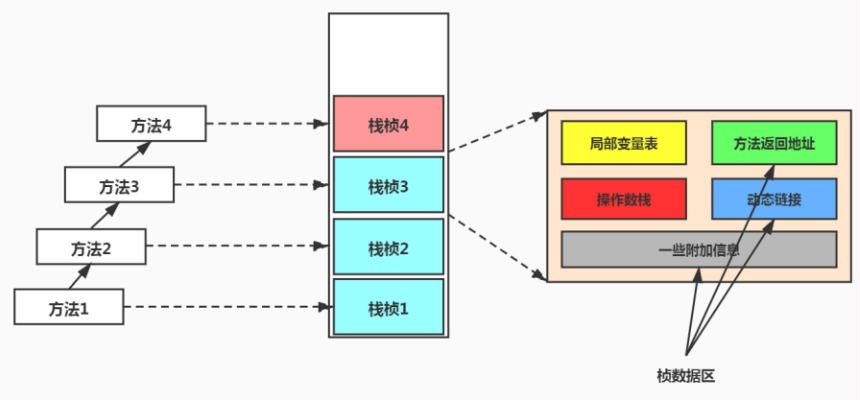 方法4
方法3
方法2
方法1
栈桢4
栈桢3
栈桢2
栈桢1
局部变量表
方法返回地址
操作数栈
动态链接
一些附加信息
桢数据区